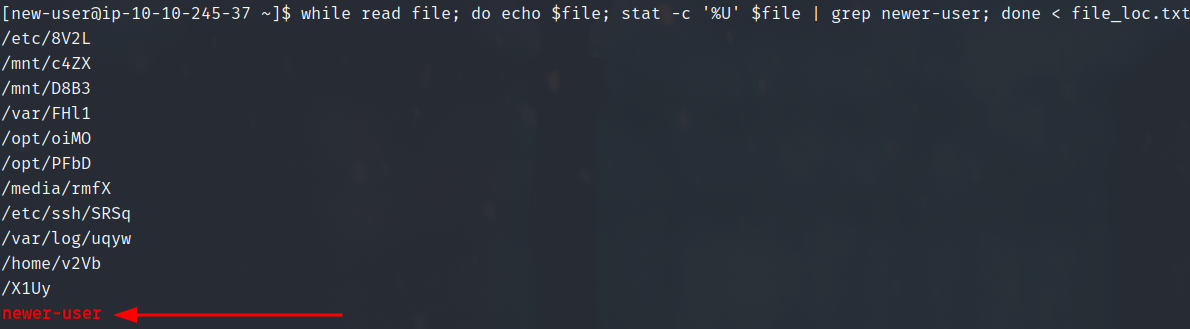 [new-user@ip-10-10-245-37 ~]$ while read file; do echo $file; stat -c '%U' $file | grep newer-user; done < file_loc.txt
/etc/8V2L
/mnt/c4ZX
/mnt/D8B3
/var/FHl1
/opt/oiMO
/opt/PFbD
/media/rmfX
/etc/ssh/SRSq
/var/log/uqyw
/home/v2Vb
/X1Uy
newer-user